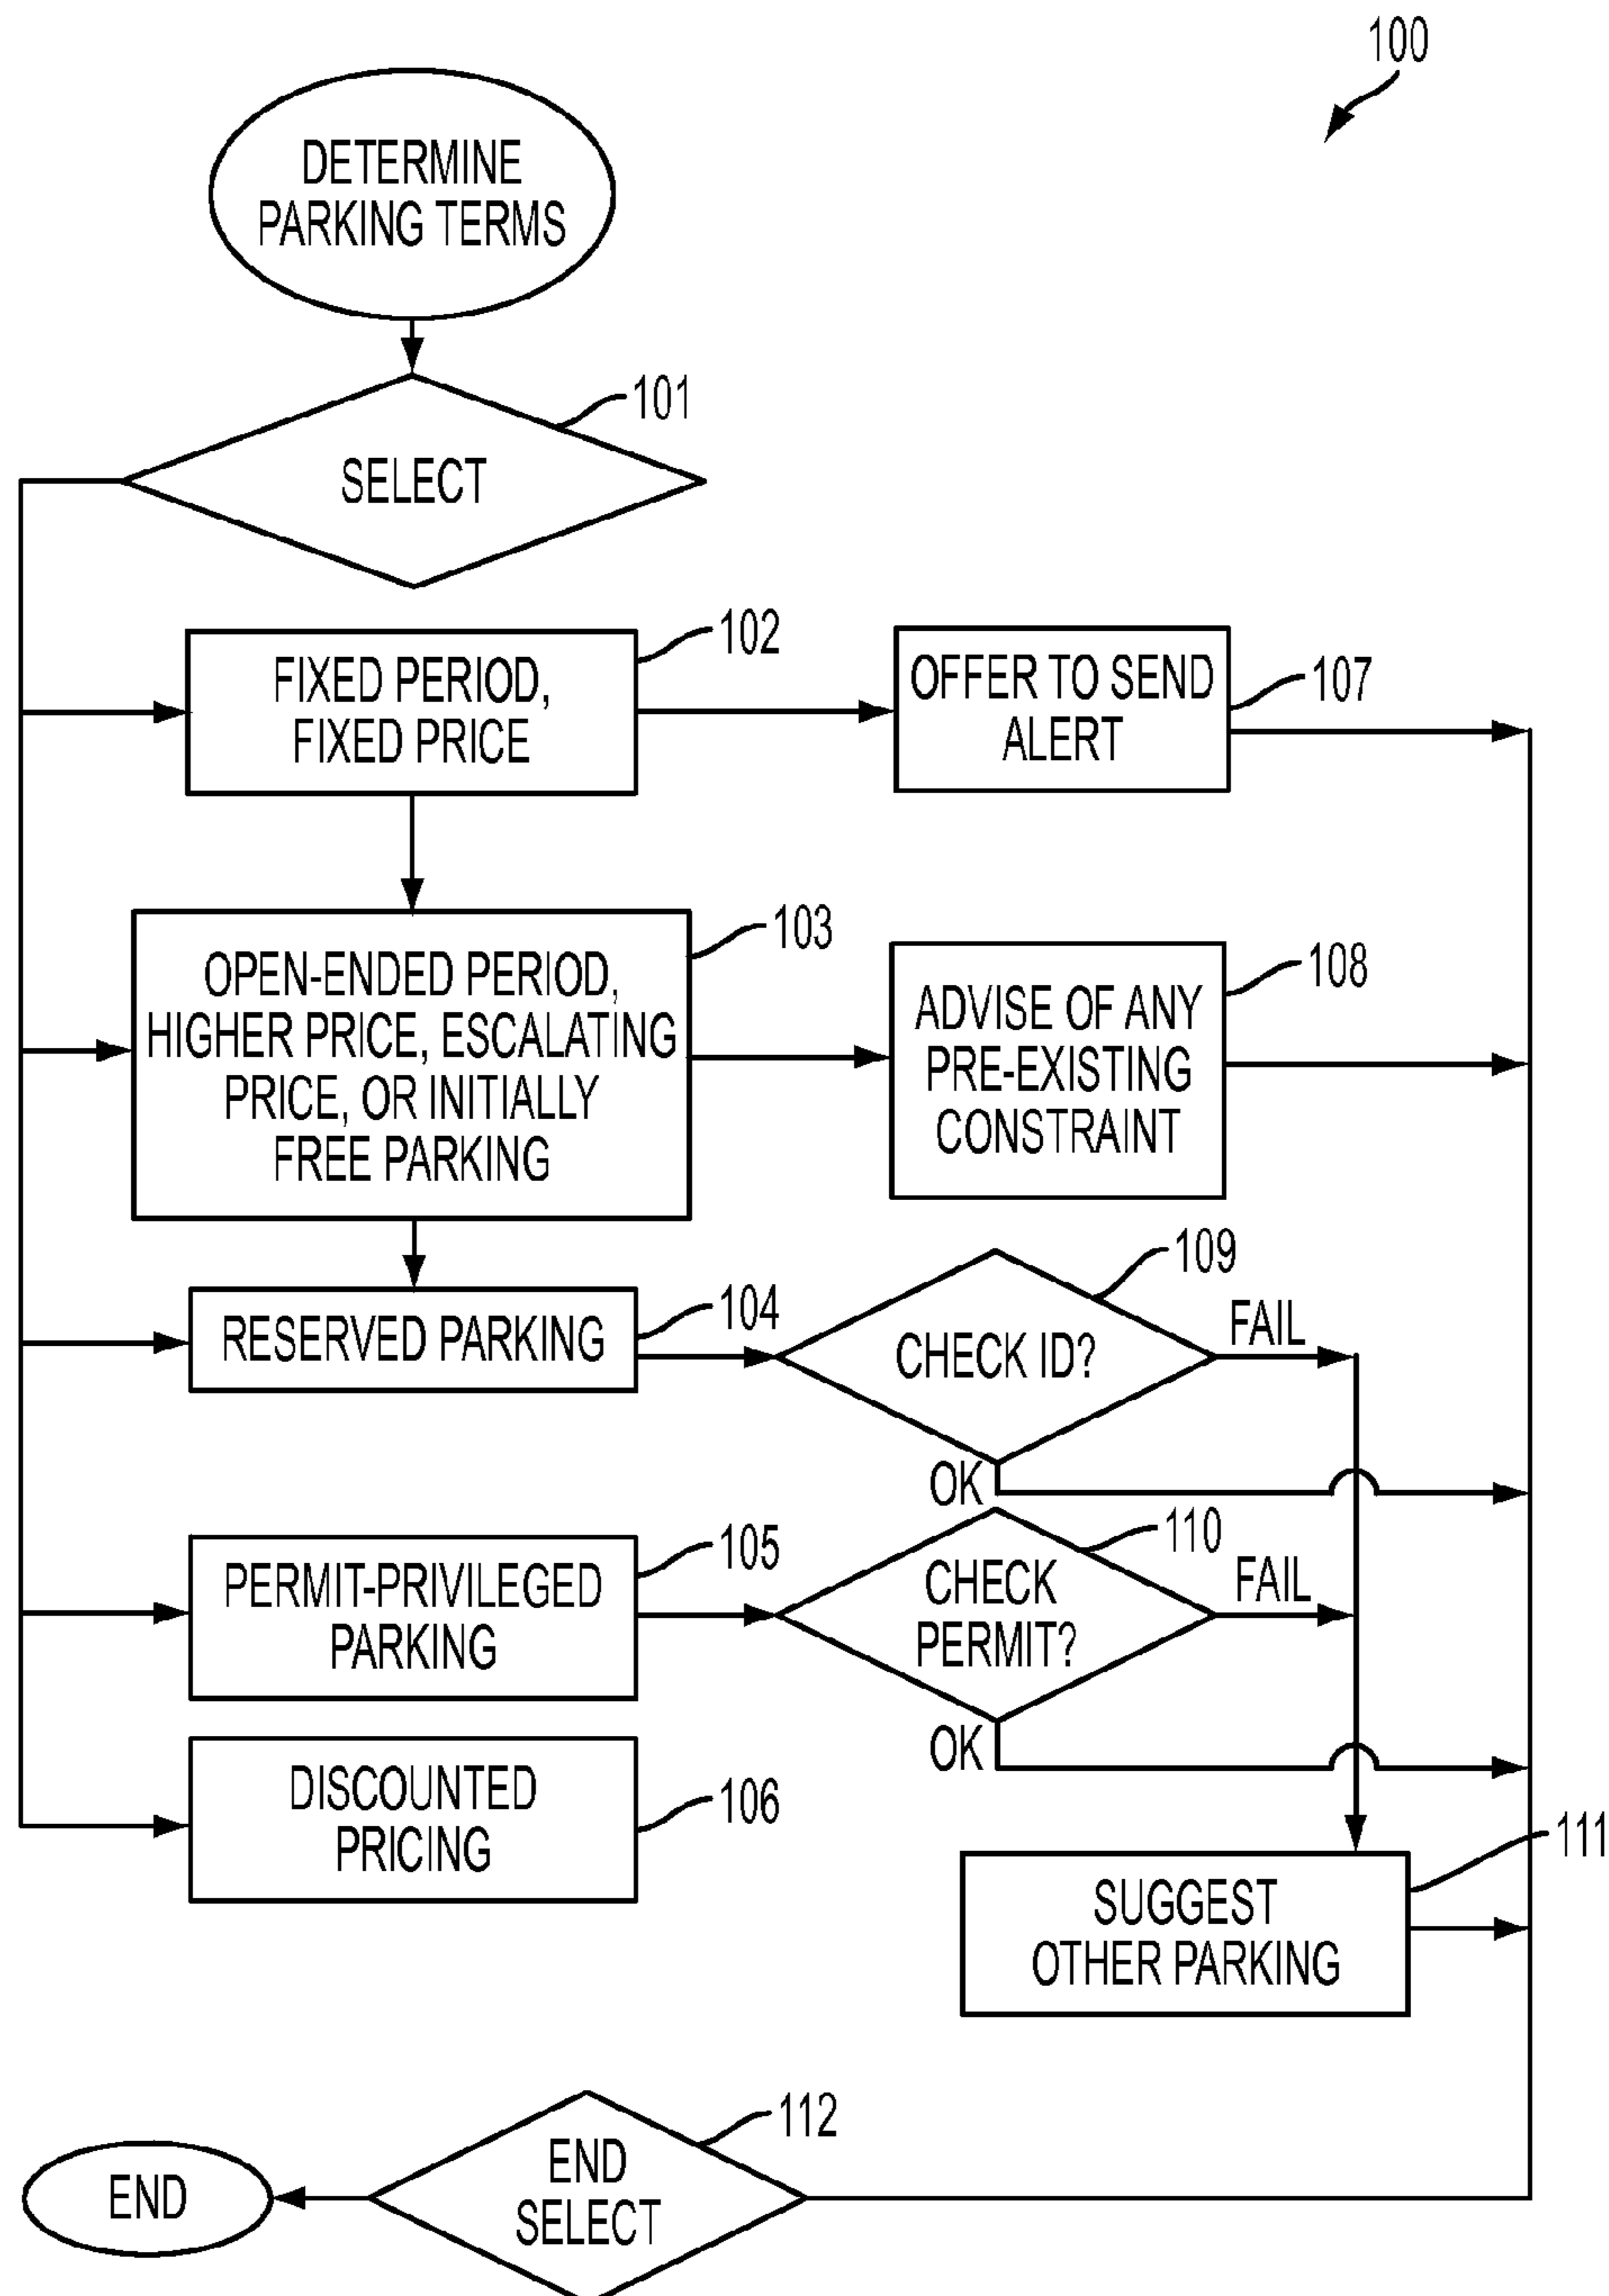 100
DETERMINE
PARKING TERMS
101
SELECT
102
FIXED PERIOD,
FIXED PRICE
OFFER TO SEND
ALERT
107
103
OPEN-ENDED PERIOD,
HIGHER PRICE, ESCALATING
PRICE, OR INITIALLY
FREE PARKING
108
ADVISE OF ANY
PRE-EXISTING
CONSTRAINT
104
RESERVED PARKING
109
CHECK ID?
FAIL
OK
105
PERMIT-PRIVILEGED
PARKING
110
CHECK
PERMIT?
FAIL
OK
106
DISCOUNTED
PRICING
111
SUGGEST
OTHER PARKING
112
END
SELECT
END